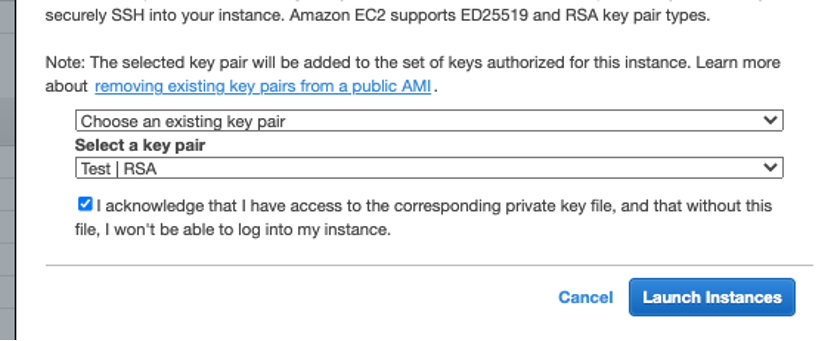 securely SSH into your instance. Amazon EC2 supports ED25519 and RSA key pair types.
Note: The selected key pair will be added to the set of keys authorized for this instance. Learn more
about removing existing key pairs from a public AMI.
Choose an existing key pair
Select a key pair
Test | RSA
I acknowledge that I have access to the corresponding private key file, and that without this
file, I won't be able to log into my instance.
Cancel Launch Instances